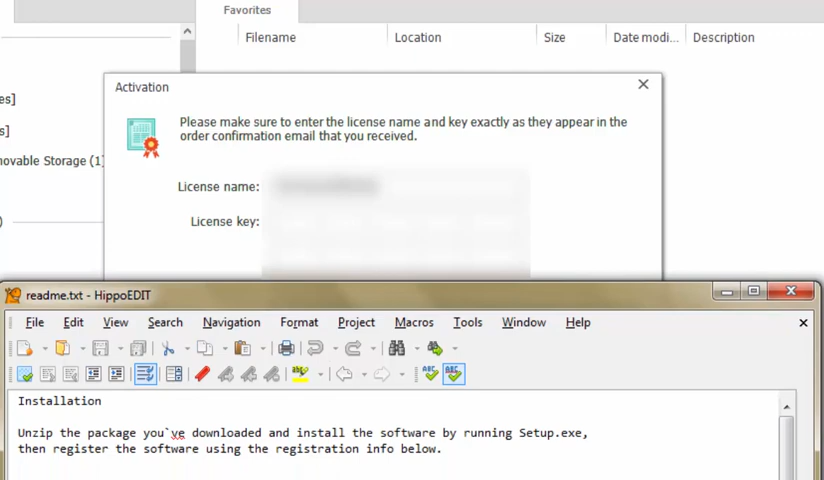 Favorites
Filename Location Size Date modi... Description
es]
s]
movable Storage (1)
)
Activation
Please make sure to enter the license name and key exactly as they appear in the
order confirmation email that you received.
License name:
License key:
readme.txt - HippoEDIT
File Edit View Search Navigation Format Project Macros Tools Window Help
Installation
Unzip the package you`ve downloaded and install the software by running Setup.exe,
then register the software using the registration info below.